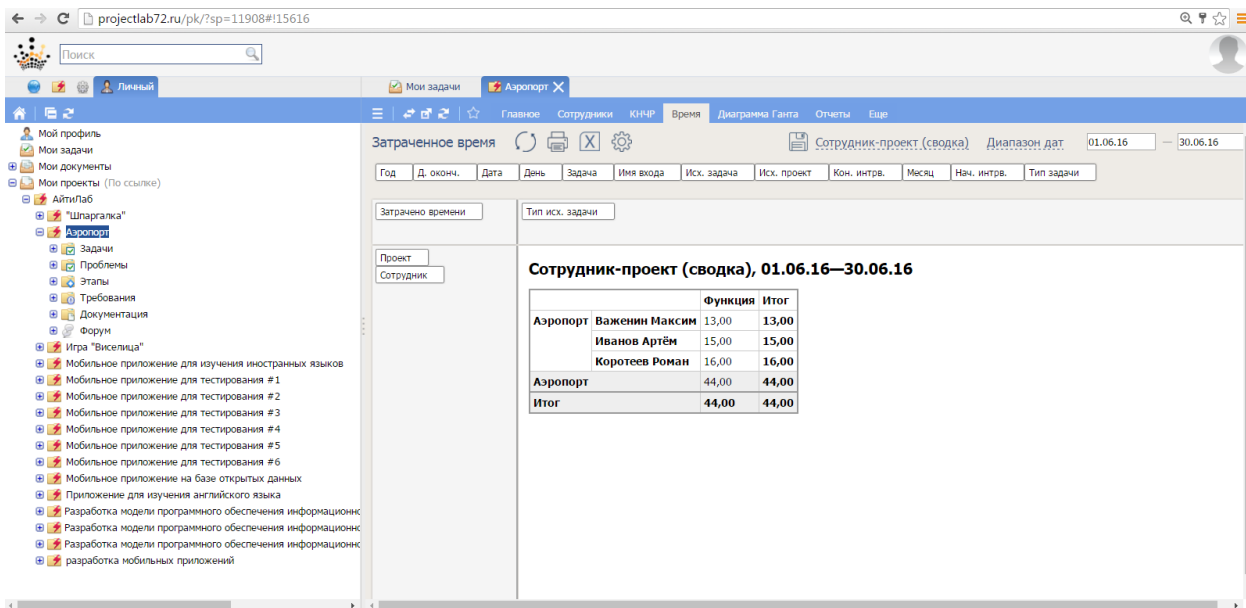 projectlab72.ru/pk/?sp=11908#!15616
Поиск
Личный
Мои задачи
Аэропорт
Главное Сотрудники КНЧР Время Диаграмма Ганта Отчеты Еще
Мой профиль
Мои задачи
Мои документы
Мои проекты (По ссылке)
АйтиЛаб
"Шпаргалка"
Аэропорт
Задачи
Проблемы
Этапы
Требования
Документация
Форум
Игра "Виселица"
Мобильное приложение для изучения иностранных языков
Мобильное приложение для тестирования #1
Мобильное приложение для тестирования #2
Мобильное приложение для тестирования #3
Мобильное приложение для тестирования #4
Мобильное приложение для тестирования #5
Мобильное приложение для тестирования #6
Мобильное приложение на базе открытых данных
Приложение для изучения английского языка
Разработка модели программного обеспечения информационно
Разработка модели программного обеспечения информационно
Разработка модели программного обеспечения информационно
разработка мобильных приложений
Затраченное время X Сотрудник-проект (сводка) Диапазон дат 01.06.16 — 30.06.16
Год Д. оконч. Дата День Задача Имя входа Исх. задача Исх. проект Кон. интрв. Месяц Нач. интрв. Тип задачи
Затрачено времени Тип исх. задачи
Проект
Сотрудник
Сотрудник-проект (сводка), 01.06.16—30.06.16
Функция Итог
Аэропорт Важенин Максим 13,00 13,00
Иванов Артём 15,00 15,00
Коротеев Роман 16,00 16,00
Аэропорт 44,00 44,00
Итог 44,00 44,00